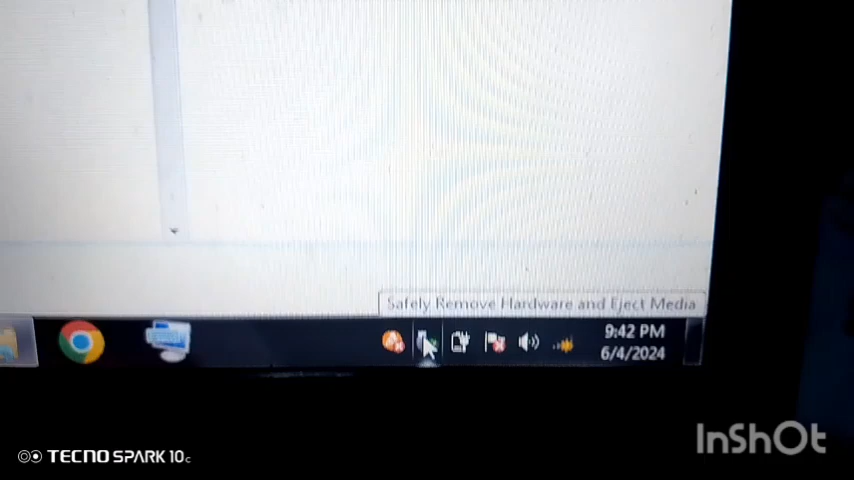 Safely Remove Hardware and Eject Media
9:42 PM
6/4/2024
InShOt
TECNO SPARK 10C